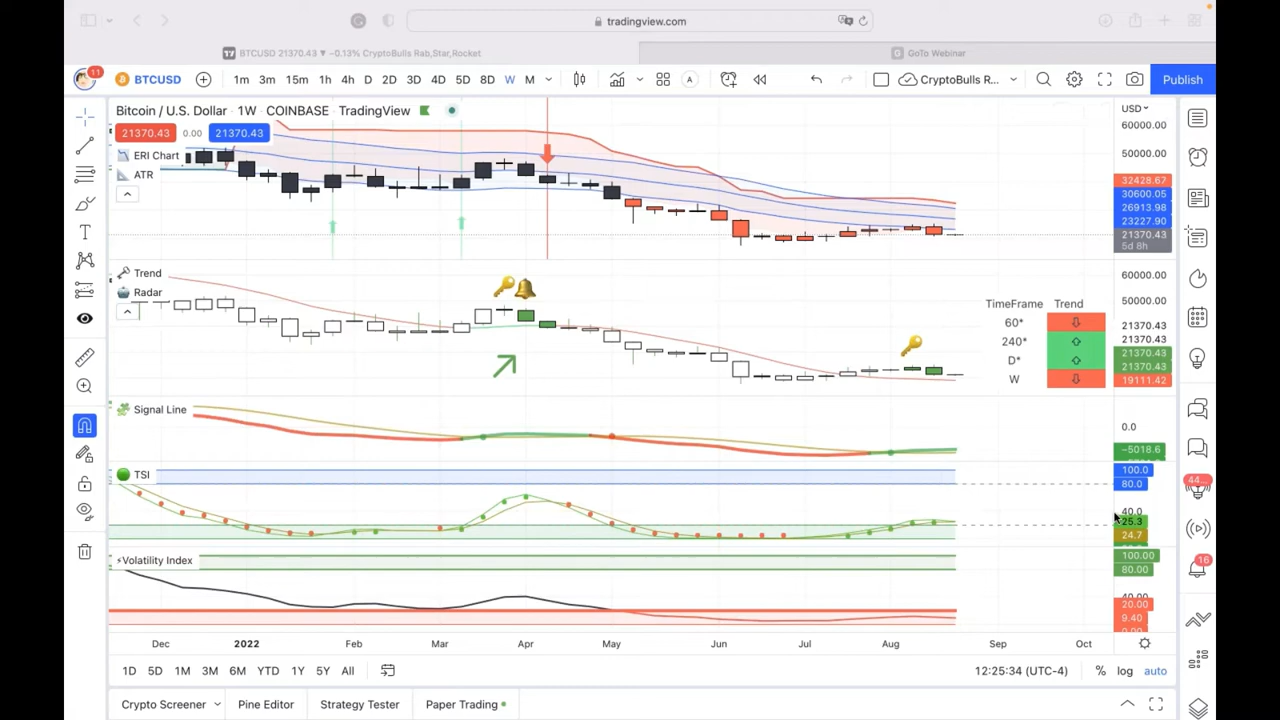 tradingview.com
BTCUSD 21370.43 ▼ −0.13% CryptoBulls Rab,Star,Rocket
GoTo Webinar
11
BTCUSD
1m 3m 15m 1h 4h D 2D 3D 4D 5D 8D W M
CryptoBulls R...
Publish
Bitcoin / U.S. Dollar · 1W · COINBASE TradingView
USD
21370.43 0.00 21370.43
ERI Chart
ATR
60000.00
50000.00
32428.67
30600.05
26913.98
23227.90
21370.43
5d 8h
Trend
Radar
60000.00
50000.00
21370.43
21370.43
21370.43
21370.43
19111.42
TimeFrame Trend
60*
240*
D*
W
Signal Line
0.0
−5018.6
TSI
100.0
80.0
40.0
25.3
24.7
Volatility Index
100.00
80.00
40.00
20.00
9.40
0.00
44
16
Dec 2022 Feb Mar Apr May Jun Jul Aug Sep Oct
1D 5D 1M 3M 6M YTD 1Y 5Y All
12:25:34 (UTC-4)
% log auto
Crypto Screener Pine Editor Strategy Tester Paper Trading